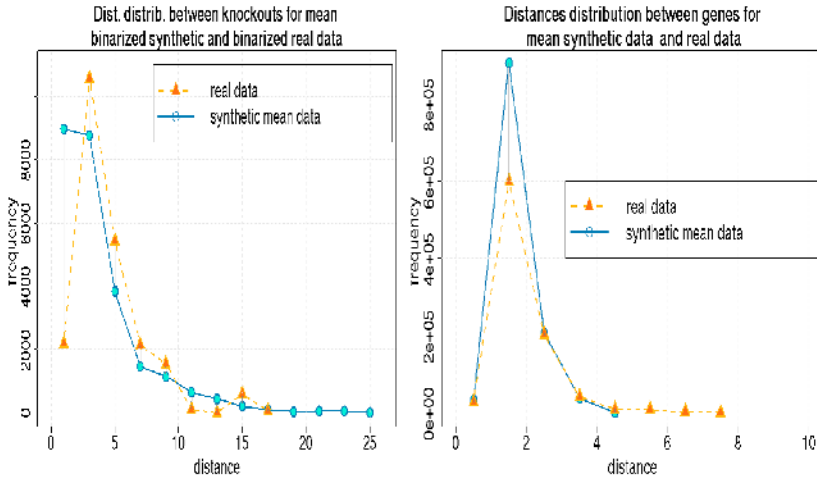 Dist. distrib. between knockouts for mean
binarized synthetic and binarized real data
real data
synthetic mean data
frequency
0
2000
4000
6000
8000
0
5
10
15
20
25
distance
Distances distribution between genes for
mean synthetic data and real data
real data
synthetic mean data
frequency
0e+00
2e+05
4e+05
6e+05
8e+05
0
2
4
6
8
10
distance